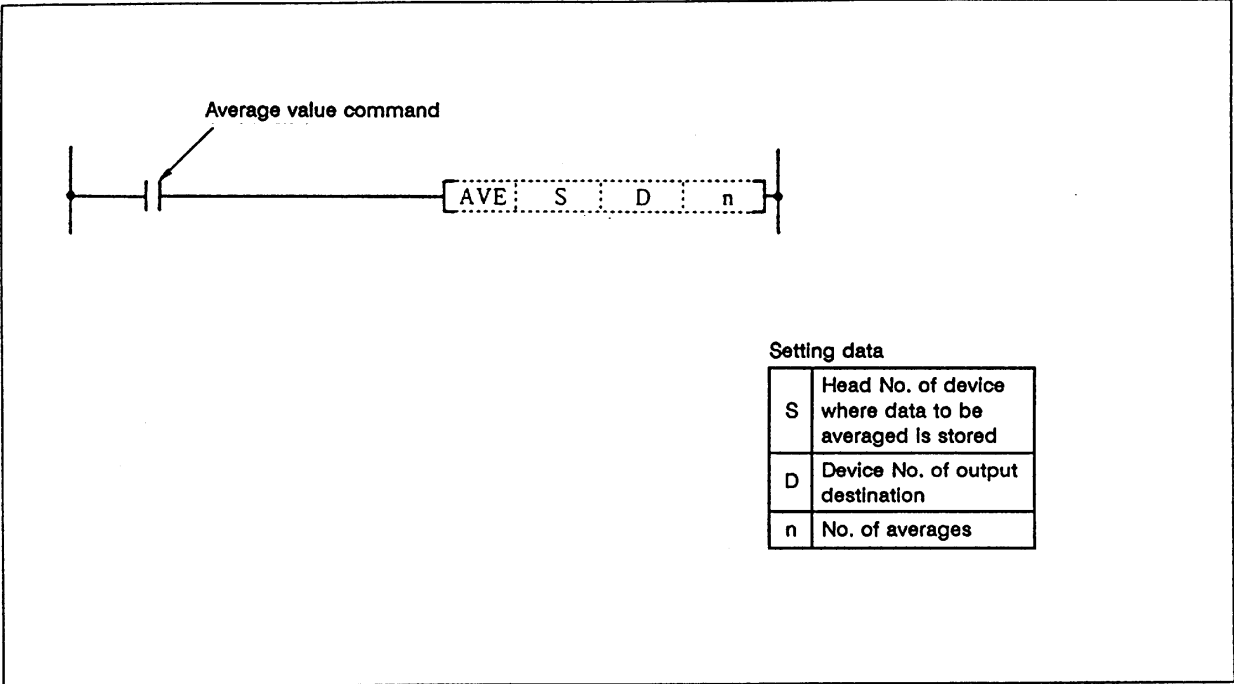 Average value command
AVE S D n
Setting data
S Head No. of device
where data to be
averaged is stored
D Device No. of output
destination
n No. of averages